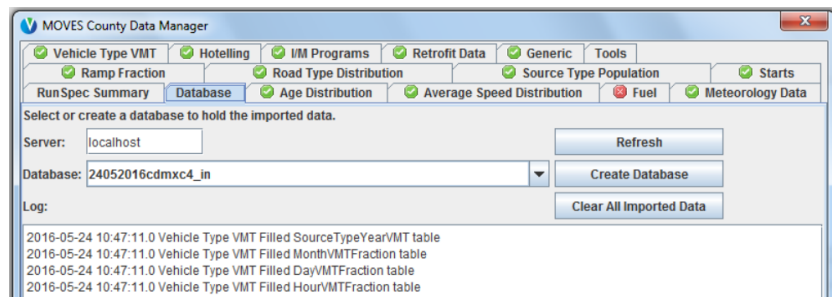 MOVES County Data Manager
Vehicle Type VMT Hotelling I/M Programs Retrofit Data Generic Tools
Ramp Fraction Road Type Distribution Source Type Population Starts
RunSpec Summary Database Age Distribution Average Speed Distribution Fuel Meteorology Data
Select or create a database to hold the imported data.
Server: localhost Refresh
Database: 24052016cdmxc4_in Create Database
Log: Clear All Imported Data
2016-05-24 10:47:11.0 Vehicle Type VMT Filled SourceTypeYearVMT table
2016-05-24 10:47:11.0 Vehicle Type VMT Filled MonthVMTFraction table
2016-05-24 10:47:11.0 Vehicle Type VMT Filled DayVMTFraction table
2016-05-24 10:47:11.0 Vehicle Type VMT Filled HourVMTFraction table